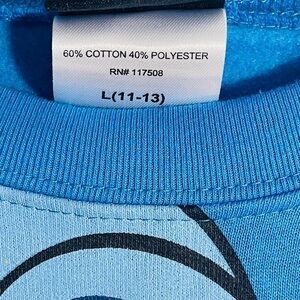 60% COTTON 40% POLYESTER
RN# 117508
L(11-13)